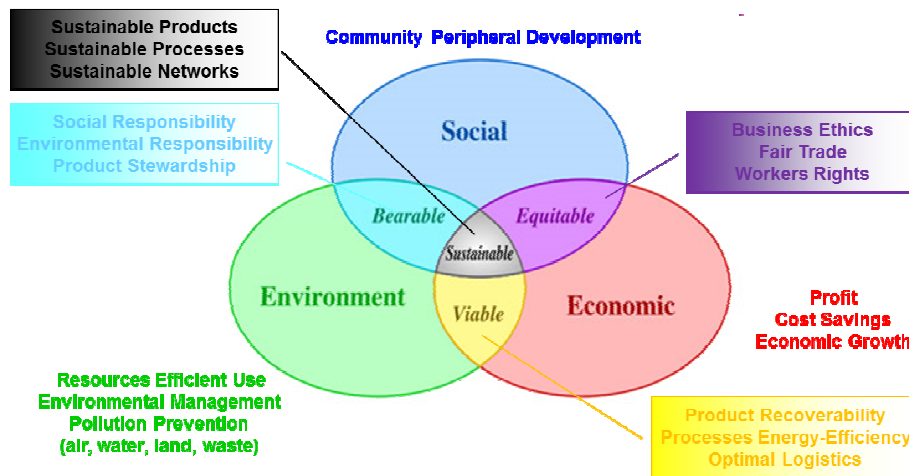 Sustainable Products
Sustainable Processes
Sustainable Networks
Community Peripheral Development
Social Responsibility
Environmental Responsibility
Product Stewardship
Social
Business Ethics
Fair Trade
Workers Rights
Bearable
Equitable
Sustainable
Environment
Economic
Viable
Profit
Cost Savings
Economic Growth
Resources Efficient Use
Environmental Management
Pollution Prevention
(air, water, land, waste)
Product Recoverability
Processes Energy-Efficiency
Optimal Logistics